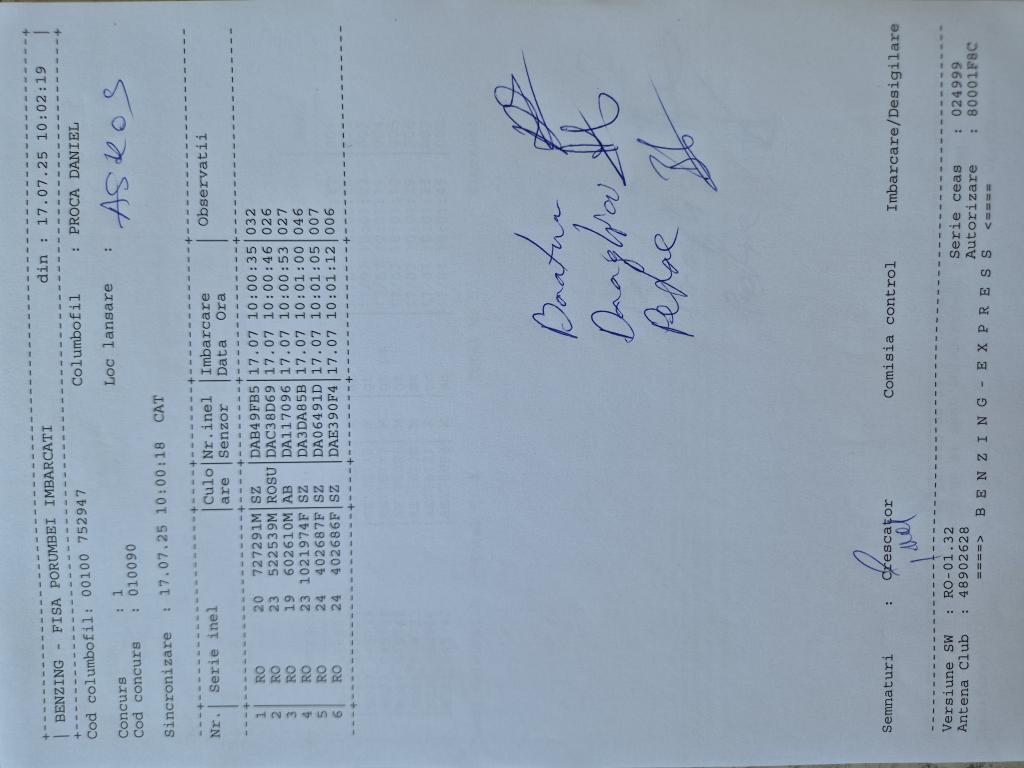 BENZING - FISA PORUMBEI IMBARCATI din : 17.07.25 10:02:19
Cod columbofil: 00100 752947 Columbofil : PROCA DANIEL
Concurs : 1 Loc lansare : ASROS
Cod concurs : 010090
Sincronizare : 17.07.25 10:00:18 CAT
Nr. | Serie inel | Culo | Nr.inel | Imbarcare | Observatii
are | Senzor | Data Ora
1 | RO 20 727291M | SZ | DAB49FB5 | 17.07 10:00:35 | 032
2 | RO 23 522539M | ROSU | DAC38D69 | 17.07 10:00:46 | 026
3 | RO 19 602610M | AB | DA117096 | 17.07 10:00:53 | 027
4 | RO 23 1021974F | SZ | DA3DA85B | 17.07 10:01:00 | 046
5 | RO 24 402687F | SZ | DA06491D | 17.07 10:01:05 | 007
6 | RO 24 402686F | SZ | DAE390F4 | 17.07 10:01:12 | 006
Semnaturi : Crescator Comisia control Imbarcare/Desigilare
Versiune SW : RO-01.32 Serie ceas : 024999
Antena Club : 48902628 Autorizare : 80001F8C
====> B E N Z I N G - E X P R E S S <====